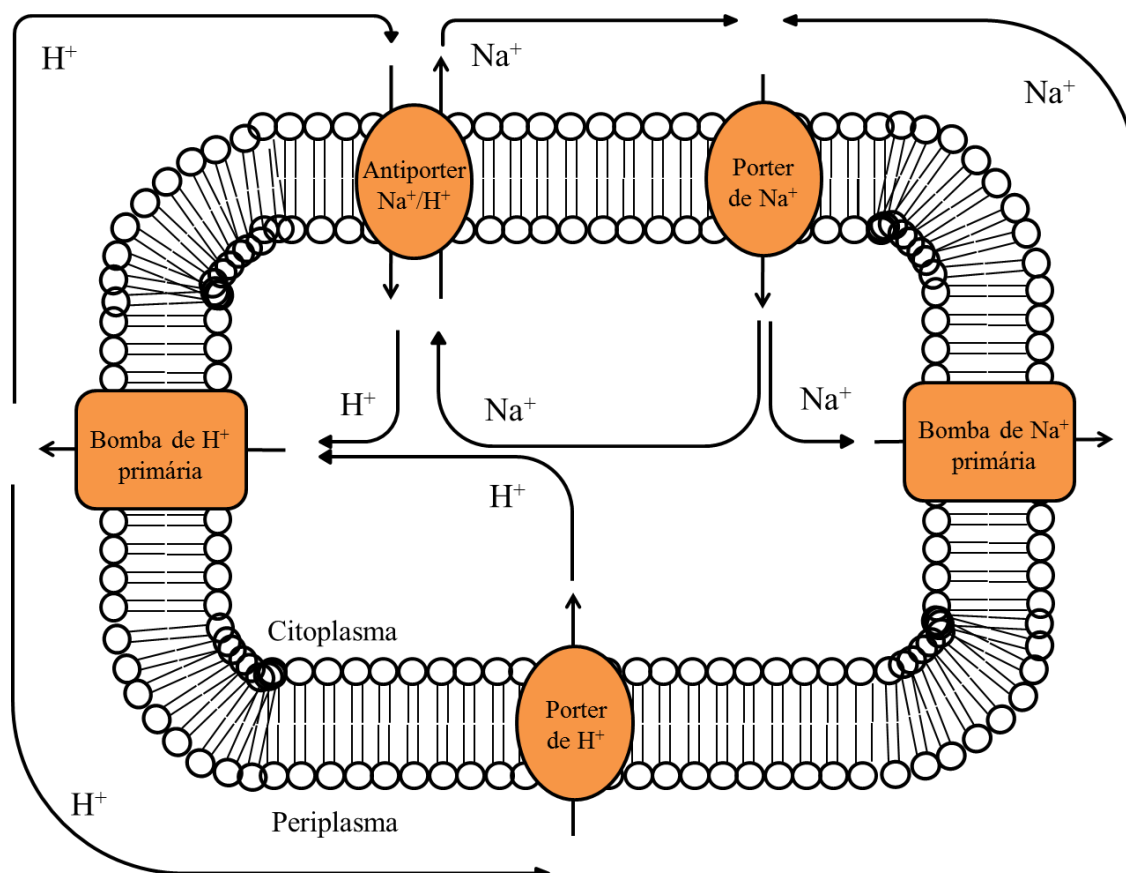 H⁺
Na⁺
Na⁺
Antiporter
Na⁺/H⁺
Porter
de Na⁺
H⁺
Na⁺
Na⁺
Bomba de H⁺
primária
Bomba de Na⁺
primária
H⁺
Citoplasma
Porter
de H⁺
H⁺
Periplasma